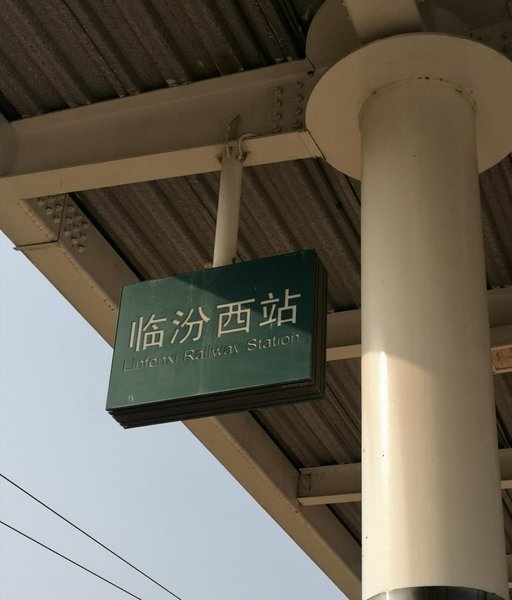 临汾西站
Linfenxi Railway Station